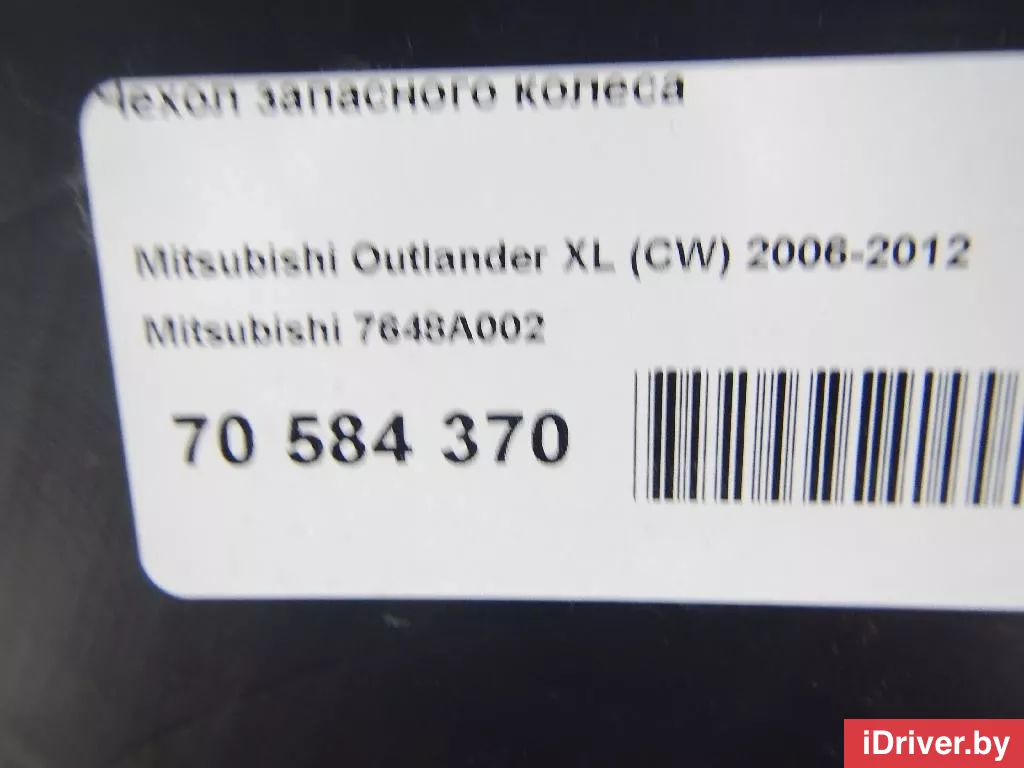 Чехол запасного колеса
Mitsubishi Outlander XL (CW) 2006-2012
Mitsubishi 7648A002
70 584 370
iDriver.by